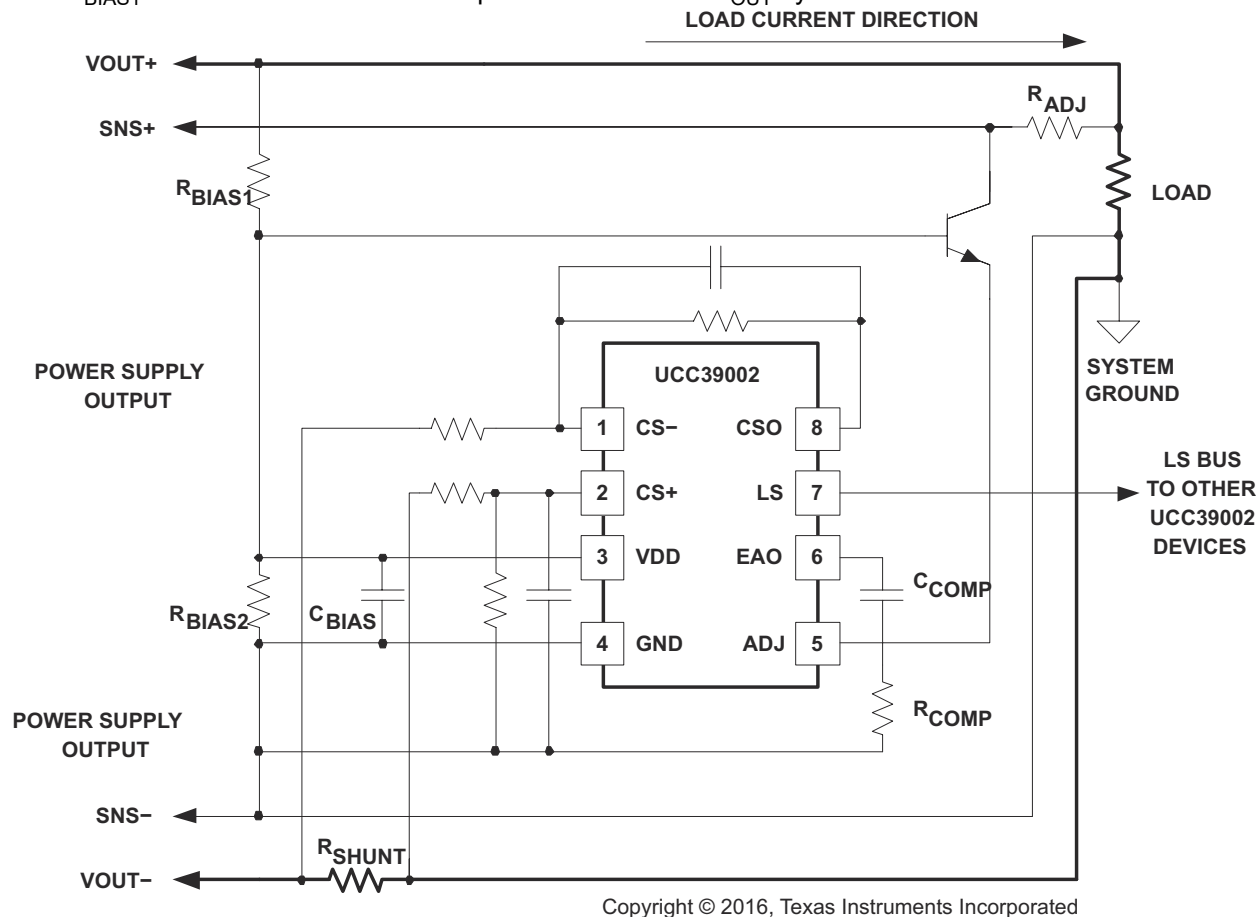 BIAS1
OUT
LOAD CURRENT DIRECTION
VOUT+
SNS+
RADJ
RBIAS1
LOAD
POWER SUPPLY
OUTPUT
UCC39002
SYSTEM
GROUND
1 CS− CSO 8
2 CS+ LS 7
LS BUS
TO OTHER
UCC39002
DEVICES
3 VDD EAO 6
CCOMP
RBIAS2
CBIAS
4 GND ADJ 5
RCOMP
POWER SUPPLY
OUTPUT
SNS−
RSHUNT
VOUT−
Copyright © 2016, Texas Instruments Incorporated